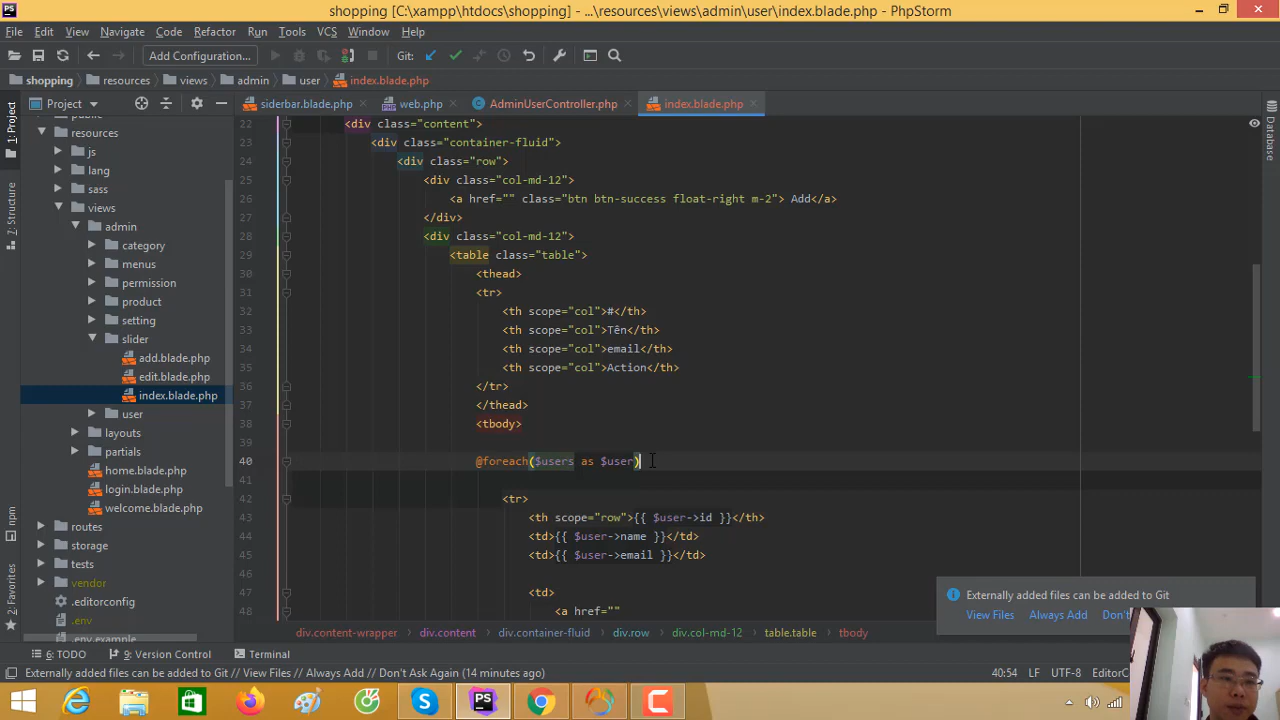 shopping [C:\xampp\htdocs\shopping] - ...\resources\views\admin\user\index.blade.php - PhpStorm
File Edit View Navigate Code Refactor Run Tools VCS Window Help
Add Configuration... Git:
shopping resources views admin user index.blade.php
Project siderbar.blade.php web.php AdminUserController.php index.blade.php
1: Project
Z: Structure
npm
2: Favorites
Database
public
resources
js
lang
sass
views
admin
category
menus
permission
product
setting
slider
add.blade.php
edit.blade.php
index.blade.php
user
layouts
partials
home.blade.php
login.blade.php
welcome.blade.php
routes
storage
tests
vendor
.editorconfig
.env
.env.example
22 <div class="content">
23 <div class="container-fluid">
24 <div class="row">
25 <div class="col-md-12">
26 <a href="" class="btn btn-success float-right m-2"> Add</a>
27 </div>
28 <div class="col-md-12">
29 <table class="table">
30 <thead>
31 <tr>
32 <th scope="col">#</th>
33 <th scope="col">Tên</th>
34 <th scope="col">email</th>
35 <th scope="col">Action</th>
36 </tr>
37 </thead>
38 <tbody>
39
40 @foreach($users as $user)
41
42 <tr>
43 <th scope="row">{{ $user->id }}</th>
44 <td>{{ $user->name }}</td>
45 <td>{{ $user->email }}</td>
46
47 <td>
48 <a href=""
Externally added files can be added to Git
View Files Always Add Don't
div.content-wrapper div.content div.container-fluid div.row div.col-md-12 table.table tbody
6: TODO 9: Version Control Terminal
Externally added files can be added to Git // View Files // Always Add // Don't Ask Again (14 minutes ago) 40:54 LF UTF-8 EditorC